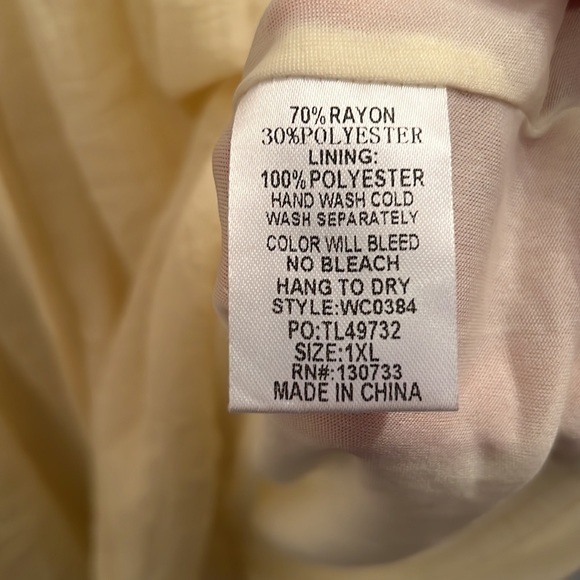 70% RAYON
30%POLYESTER
LINING:
100% POLYESTER
HAND WASH COLD
WASH SEPARATELY
COLOR WILL BLEED
NO BLEACH
HANG TO DRY
STYLE:WC0384
PO:TL49732
SIZE:1XL
RN#:130733
MADE IN CHINA